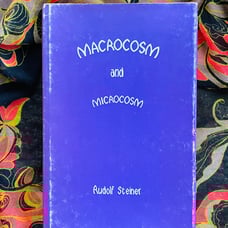 MACROCOSM
and
MICROCOSM
Rudolf Steiner